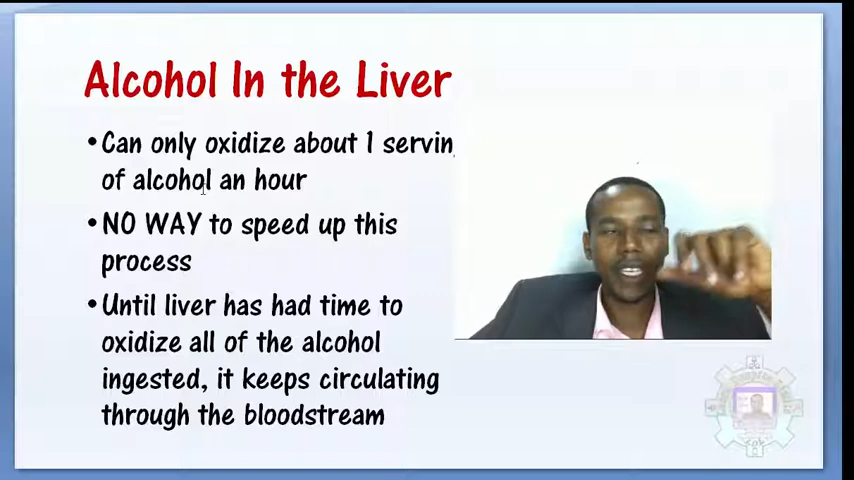 Alcohol In the Liver
•Can only oxidize about 1 servin
of alcohol an hour
•NO WAY to speed up this
process
•Until liver has had time to
oxidize all of the alcohol
ingested, it keeps circulating
through the bloodstream